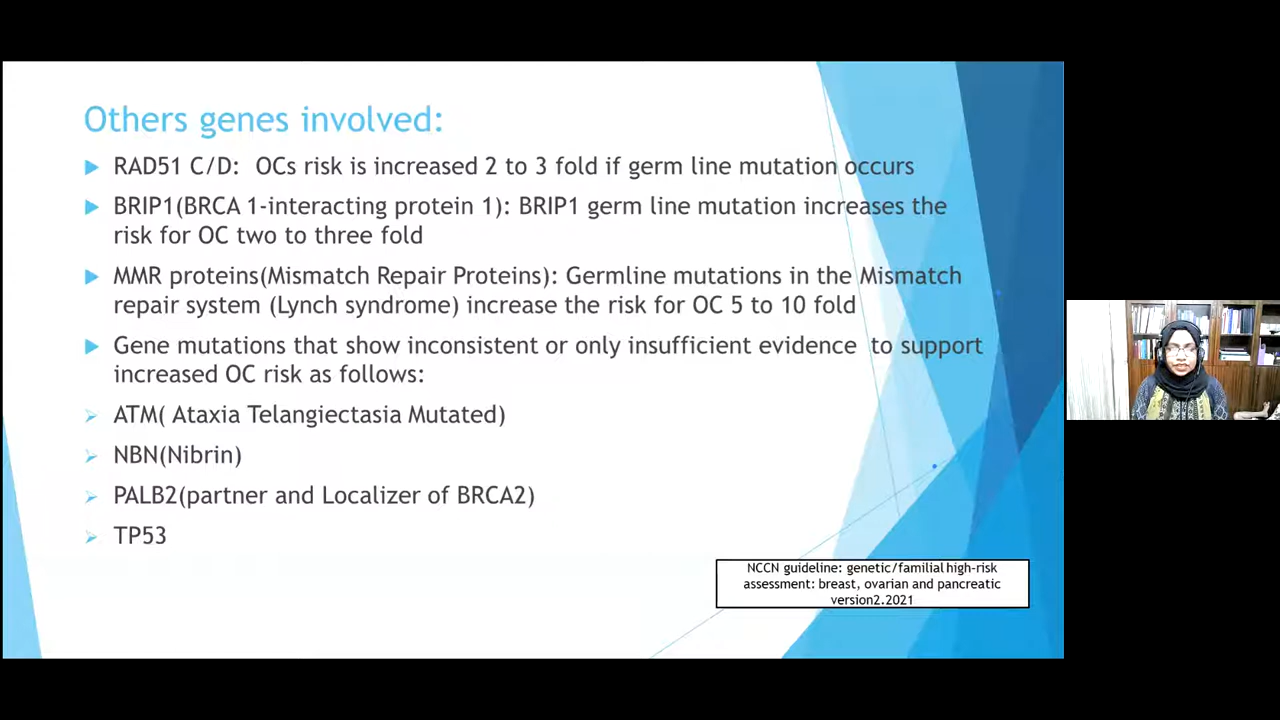 Others genes involved:
RAD51 C/D: OCs risk is increased 2 to 3 fold if germ line mutation occurs
BRIP1(BRCA 1-interacting protein 1): BRIP1 germ line mutation increases the
risk for OC two to three fold
MMR proteins(Mismatch Repair Proteins): Germline mutations in the Mismatch
repair system (Lynch syndrome) increase the risk for OC 5 to 10 fold
Gene mutations that show inconsistent or only insufficient evidence to support
increased OC risk as follows:
ATM( Ataxia Telangiectasia Mutated)
NBN(Nibrin)
PALB2(partner and Localizer of BRCA2)
TP53
NCCN guideline: genetic/familial high-risk
assessment: breast, ovarian and pancreatic
version2.2021